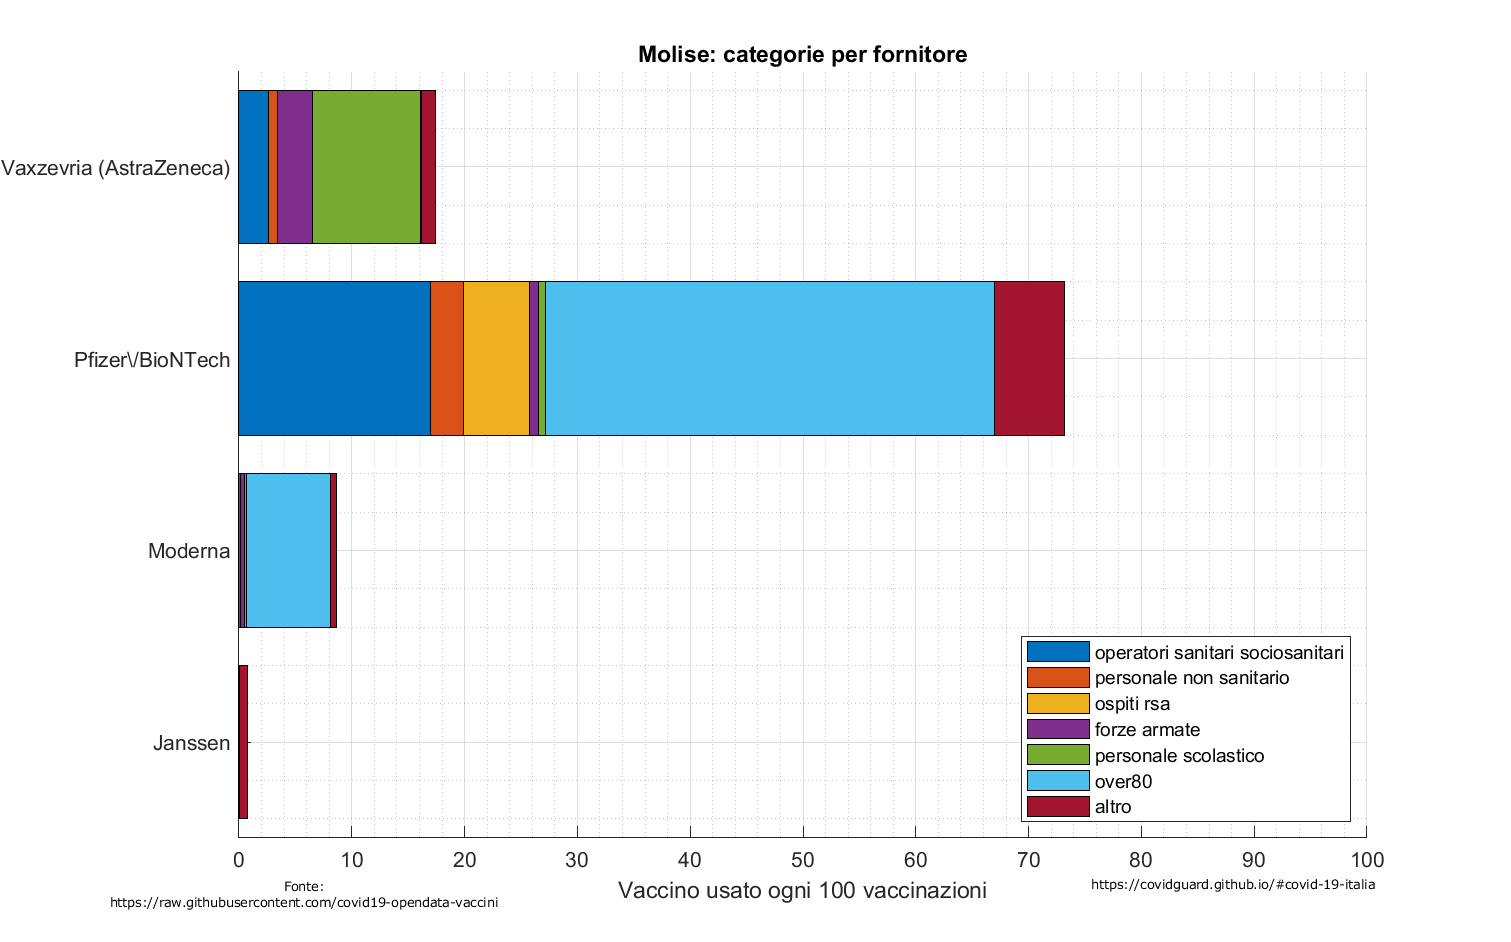 Molise: categorie per fornitore
Vaxzevria (AstraZeneca)
Pfizer\/BioNTech
Moderna
Janssen
operatori sanitari sociosanitari
personale non sanitario
ospiti rsa
forze armate
personale scolastico
over80
altro
0 10 20 30 40 50 60 70 80 90 100
Vaccino usato ogni 100 vaccinazioni
Fonte:
https://raw.githubusercontent.com/covid19-opendata-vaccini
https://covidguard.github.io/#covid-19-italia